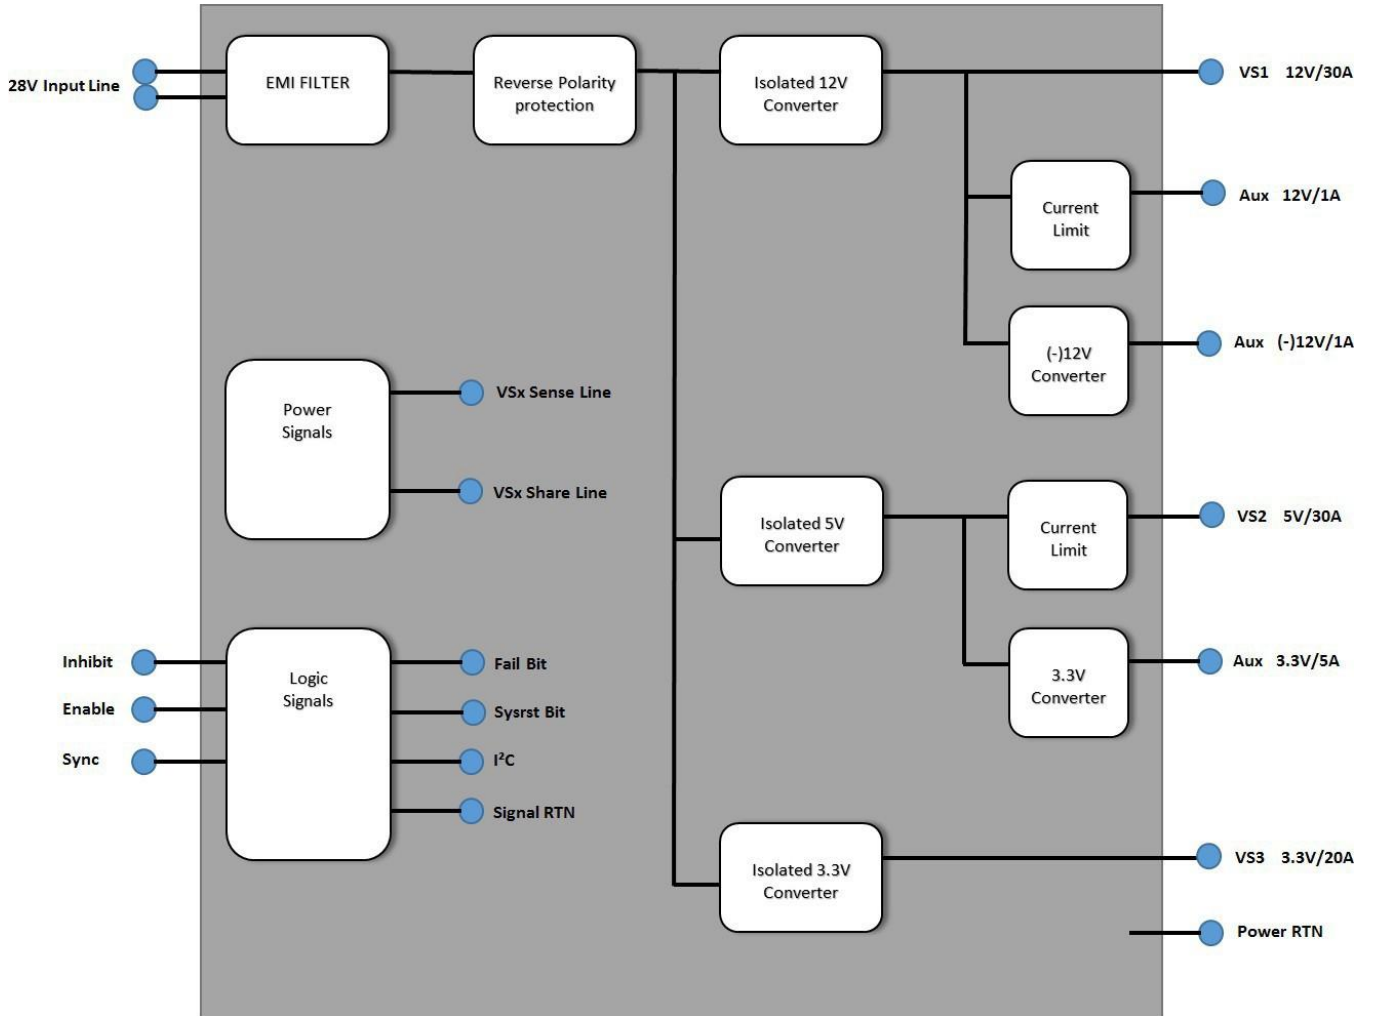 28V Input Line
EMI FILTER
Reverse Polarity
protection
Isolated 12V
Converter
VS1 12V/30A
Current
Limit
Aux 12V/1A
(-)12V
Converter
Aux (-)12V/1A
Power
Signals
VSx Sense Line
VSx Share Line
Isolated 5V
Converter
Current
Limit
VS2 5V/30A
3.3V
Converter
Aux 3.3V/5A
Inhibit
Enable
Sync
Logic
Signals
Fail Bit
Sysrst Bit
I²C
Signal RTN
Isolated 3.3V
Converter
VS3 3.3V/20A
Power RTN